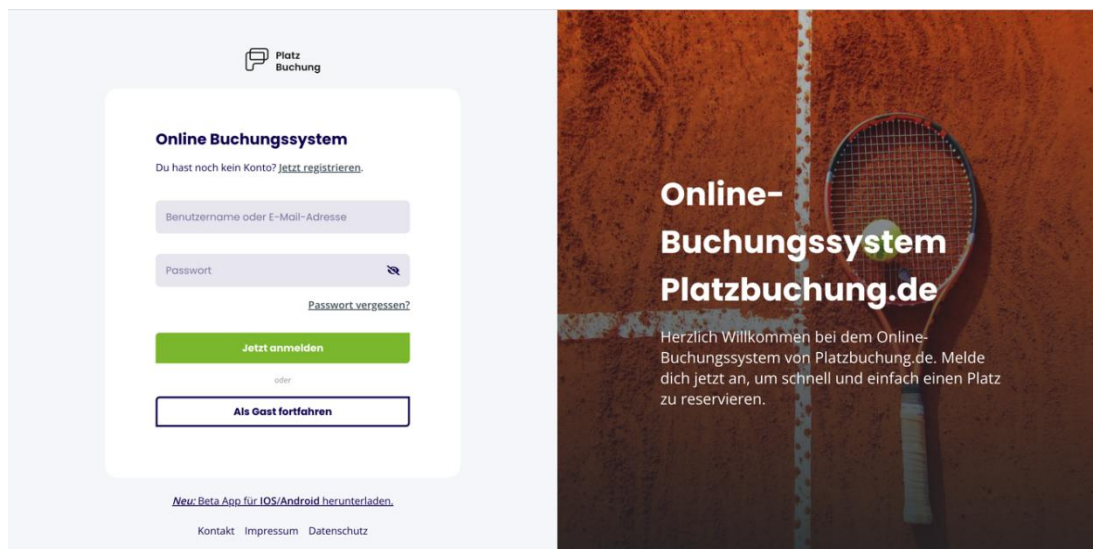 Platz
Buchung
Online Buchungssystem
Du hast noch kein Konto? Jetzt registrieren.
Benutzername oder E-Mail-Adresse
Passwort
Passwort vergessen?
Jetzt anmelden
oder
Als Gast fortfahren
Neu: Beta App für IOS/Android herunterladen.
Kontakt Impressum Datenschutz
Online-
Buchungssystem
Platzbuchung.de
Herzlich Willkommen bei dem Online-
Buchungssystem von Platzbuchung.de. Melde
dich jetzt an, um schnell und einfach einen Platz
zu reservieren.